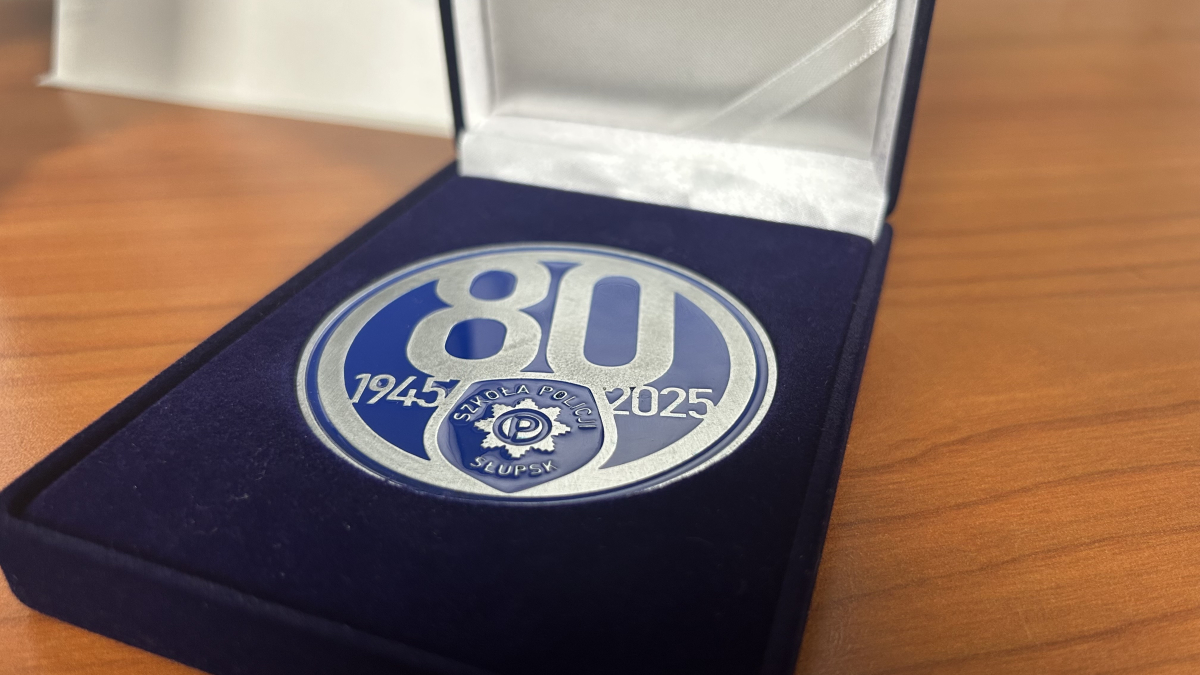 80
1945 2025
SZKOŁA POLICJI
P
SŁUPSK